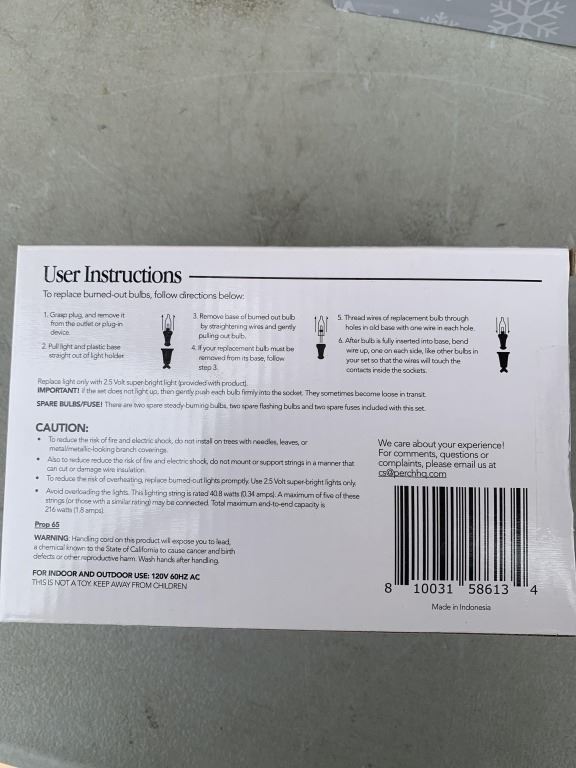 User Instructions
To replace burned-out bulbs, follow directions below:
1. Grasp plug, and remove it
from the outlet or plug-in
device.
2. Pull light and plastic base
straight out of light holder
3. Remove base of burned out bulb
by straightening wires and gently
pulling out bulb.
4. If your replacement bulb must be
removed from its base, follow
step 3.
5. Thread wires of replacement bulb through
holes in old base with one wire in each hole.
6. After bulb is fully inserted into base, bend
wire up, one on each side, like other bulbs in
your set so that the wires will touch the
contacts inside the sockets.
Replace light only with 2.5 Volt super-bright light (provided with product).
IMPORTANT! If the set does not light up, then gently push each bulb firmly into the socket. They sometimes become loose in transit.
SPARE BULBS/FUSE! There are two spare steady-burning bulbs, two spare flashing bulbs and two spare fuses included with this set.
CAUTION:
• To reduce the risk of fire and electric shock, do not install on trees with needles, leaves, or
metal/metallic-looking branch coverings.
• Also to reduce reduce the risk of fire and electric shock, do not mount or support strings in a manner that
can cut or damage wire insulation.
• To reduce the risk of overheating, replace burned-out lights promptly. Use 2.5 Volt super-bright lights only.
• Avoid overloading the lights. This lighting string is rated 40.8 watts (0.34 amps). A maximum of five of these
strings (or those with a similar rating) may be connected. Total maximum end-to-end capacity is
216 watts (1.8 amps).
Prop 65
WARNING: Handling cord on this product will expose you to lead,
a chemical known to the State of California to cause cancer and birth
defects or other reproductive harm. Wash hands after handling.
FOR INDOOR AND OUTDOOR USE: 120V 60HZ AC
THIS IS NOT A TOY. KEEP AWAY FROM CHILDREN
We care about your experience!
For comments, questions or
complaints, please email us at
cs@perchhq.com
8 10031 58613 4
Made in Indonesia